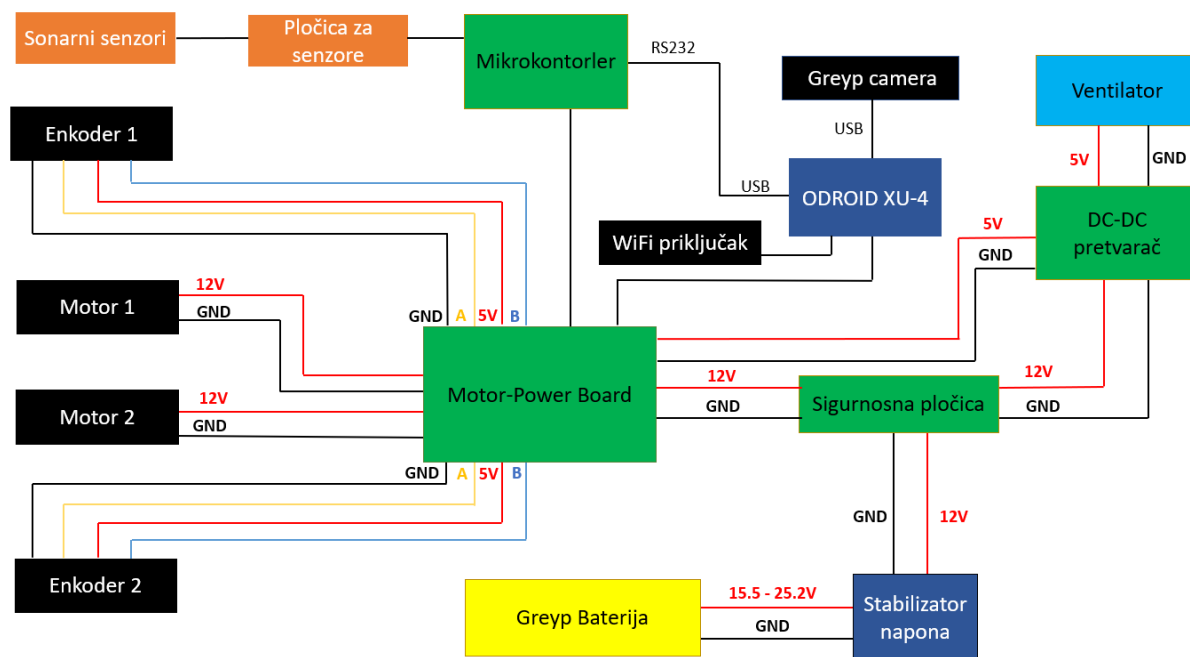 Sonarni senzori
Pločica za
senzore
Mikrokontorler
RS232
Greyp camera
Ventilator
Enkoder 1
USB
5V
GND
USB
ODROID XU-4
WiFi priključak
5V
GND
DC-DC
pretvarač
Motor 1
12V
GND
GND
A
5V
B
Motor-Power Board
12V
GND
Sigurnosna pločica
12V
GND
Motor 2
12V
GND
GND
A
5V
B
GND
12V
Enkoder 2
Greyp Baterija
15.5 - 25.2V
GND
Stabilizator
napona